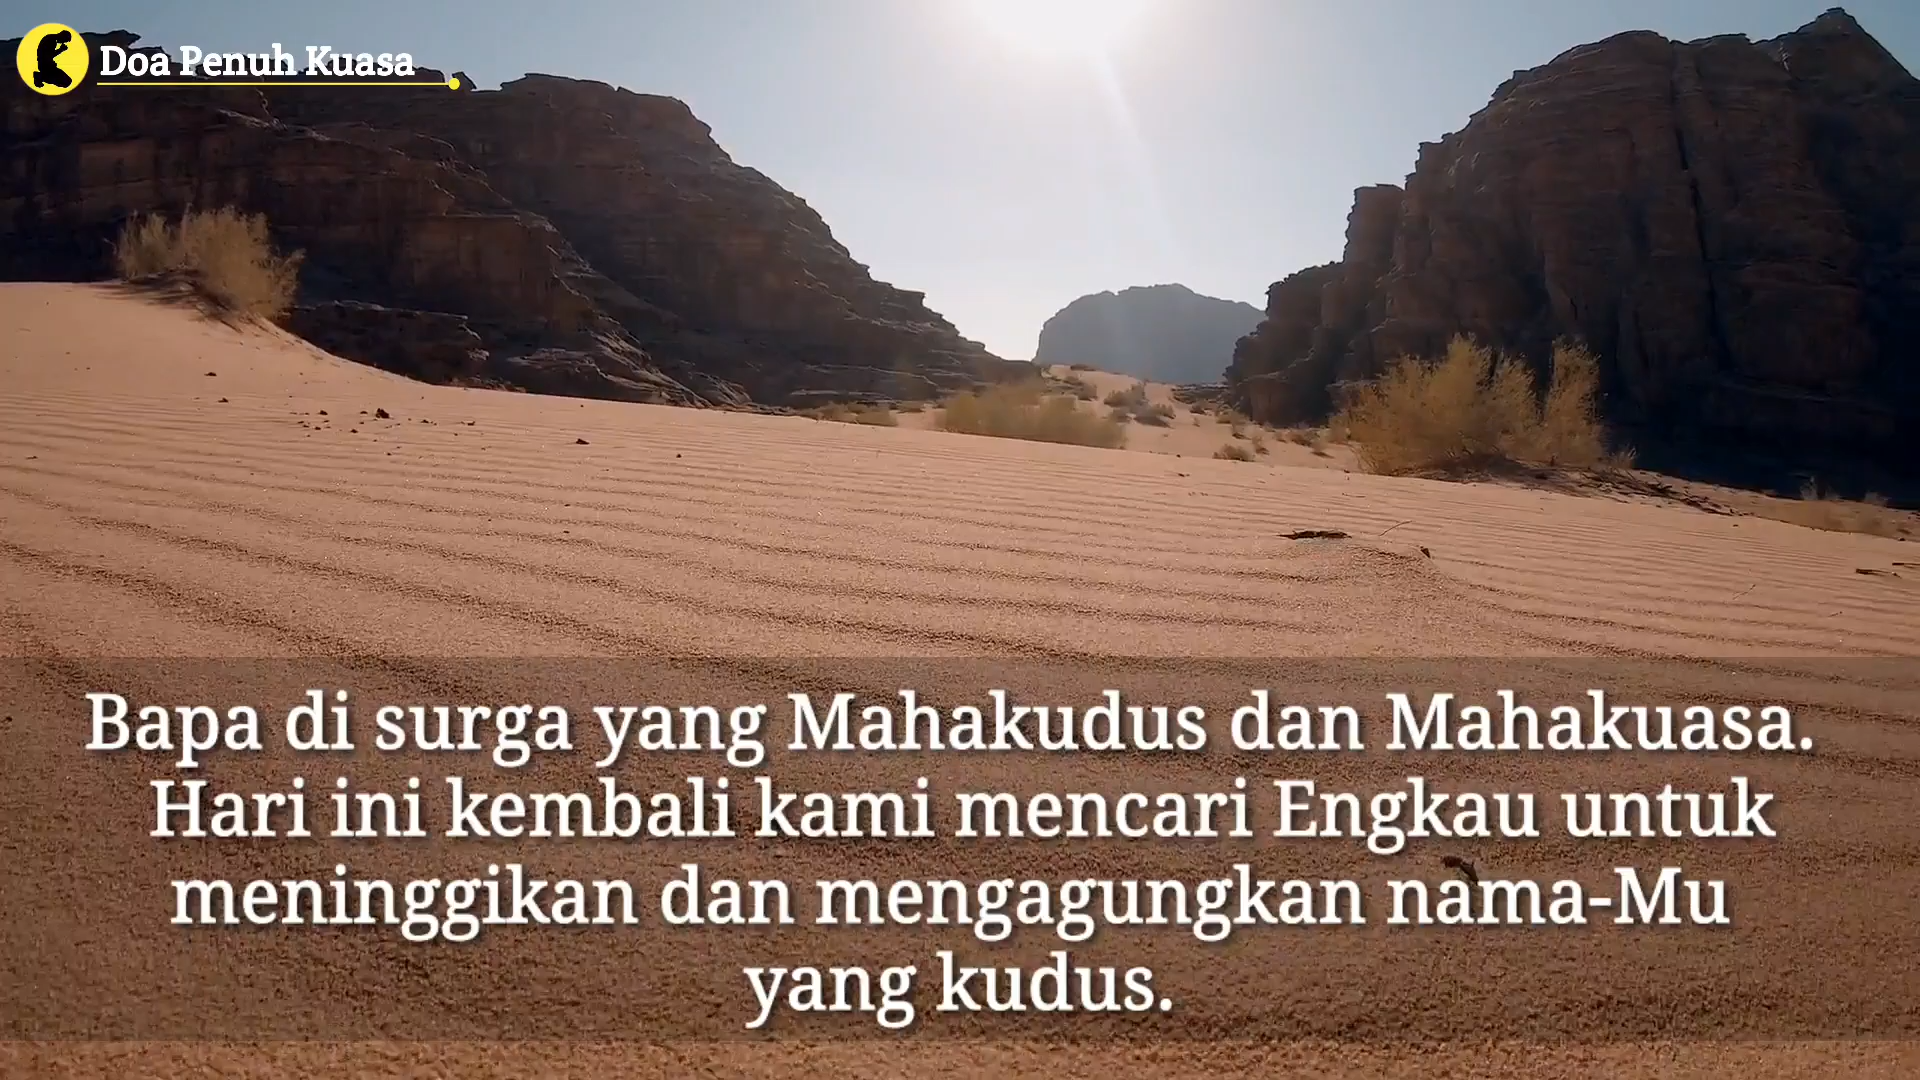 Doa Penuh Kuasa
Bapa di surga yang Mahakudus dan Mahakuasa.
Hari ini kembali kami mencari Engkau untuk
meninggikan dan mengagungkan nama-Mu
yang kudus.